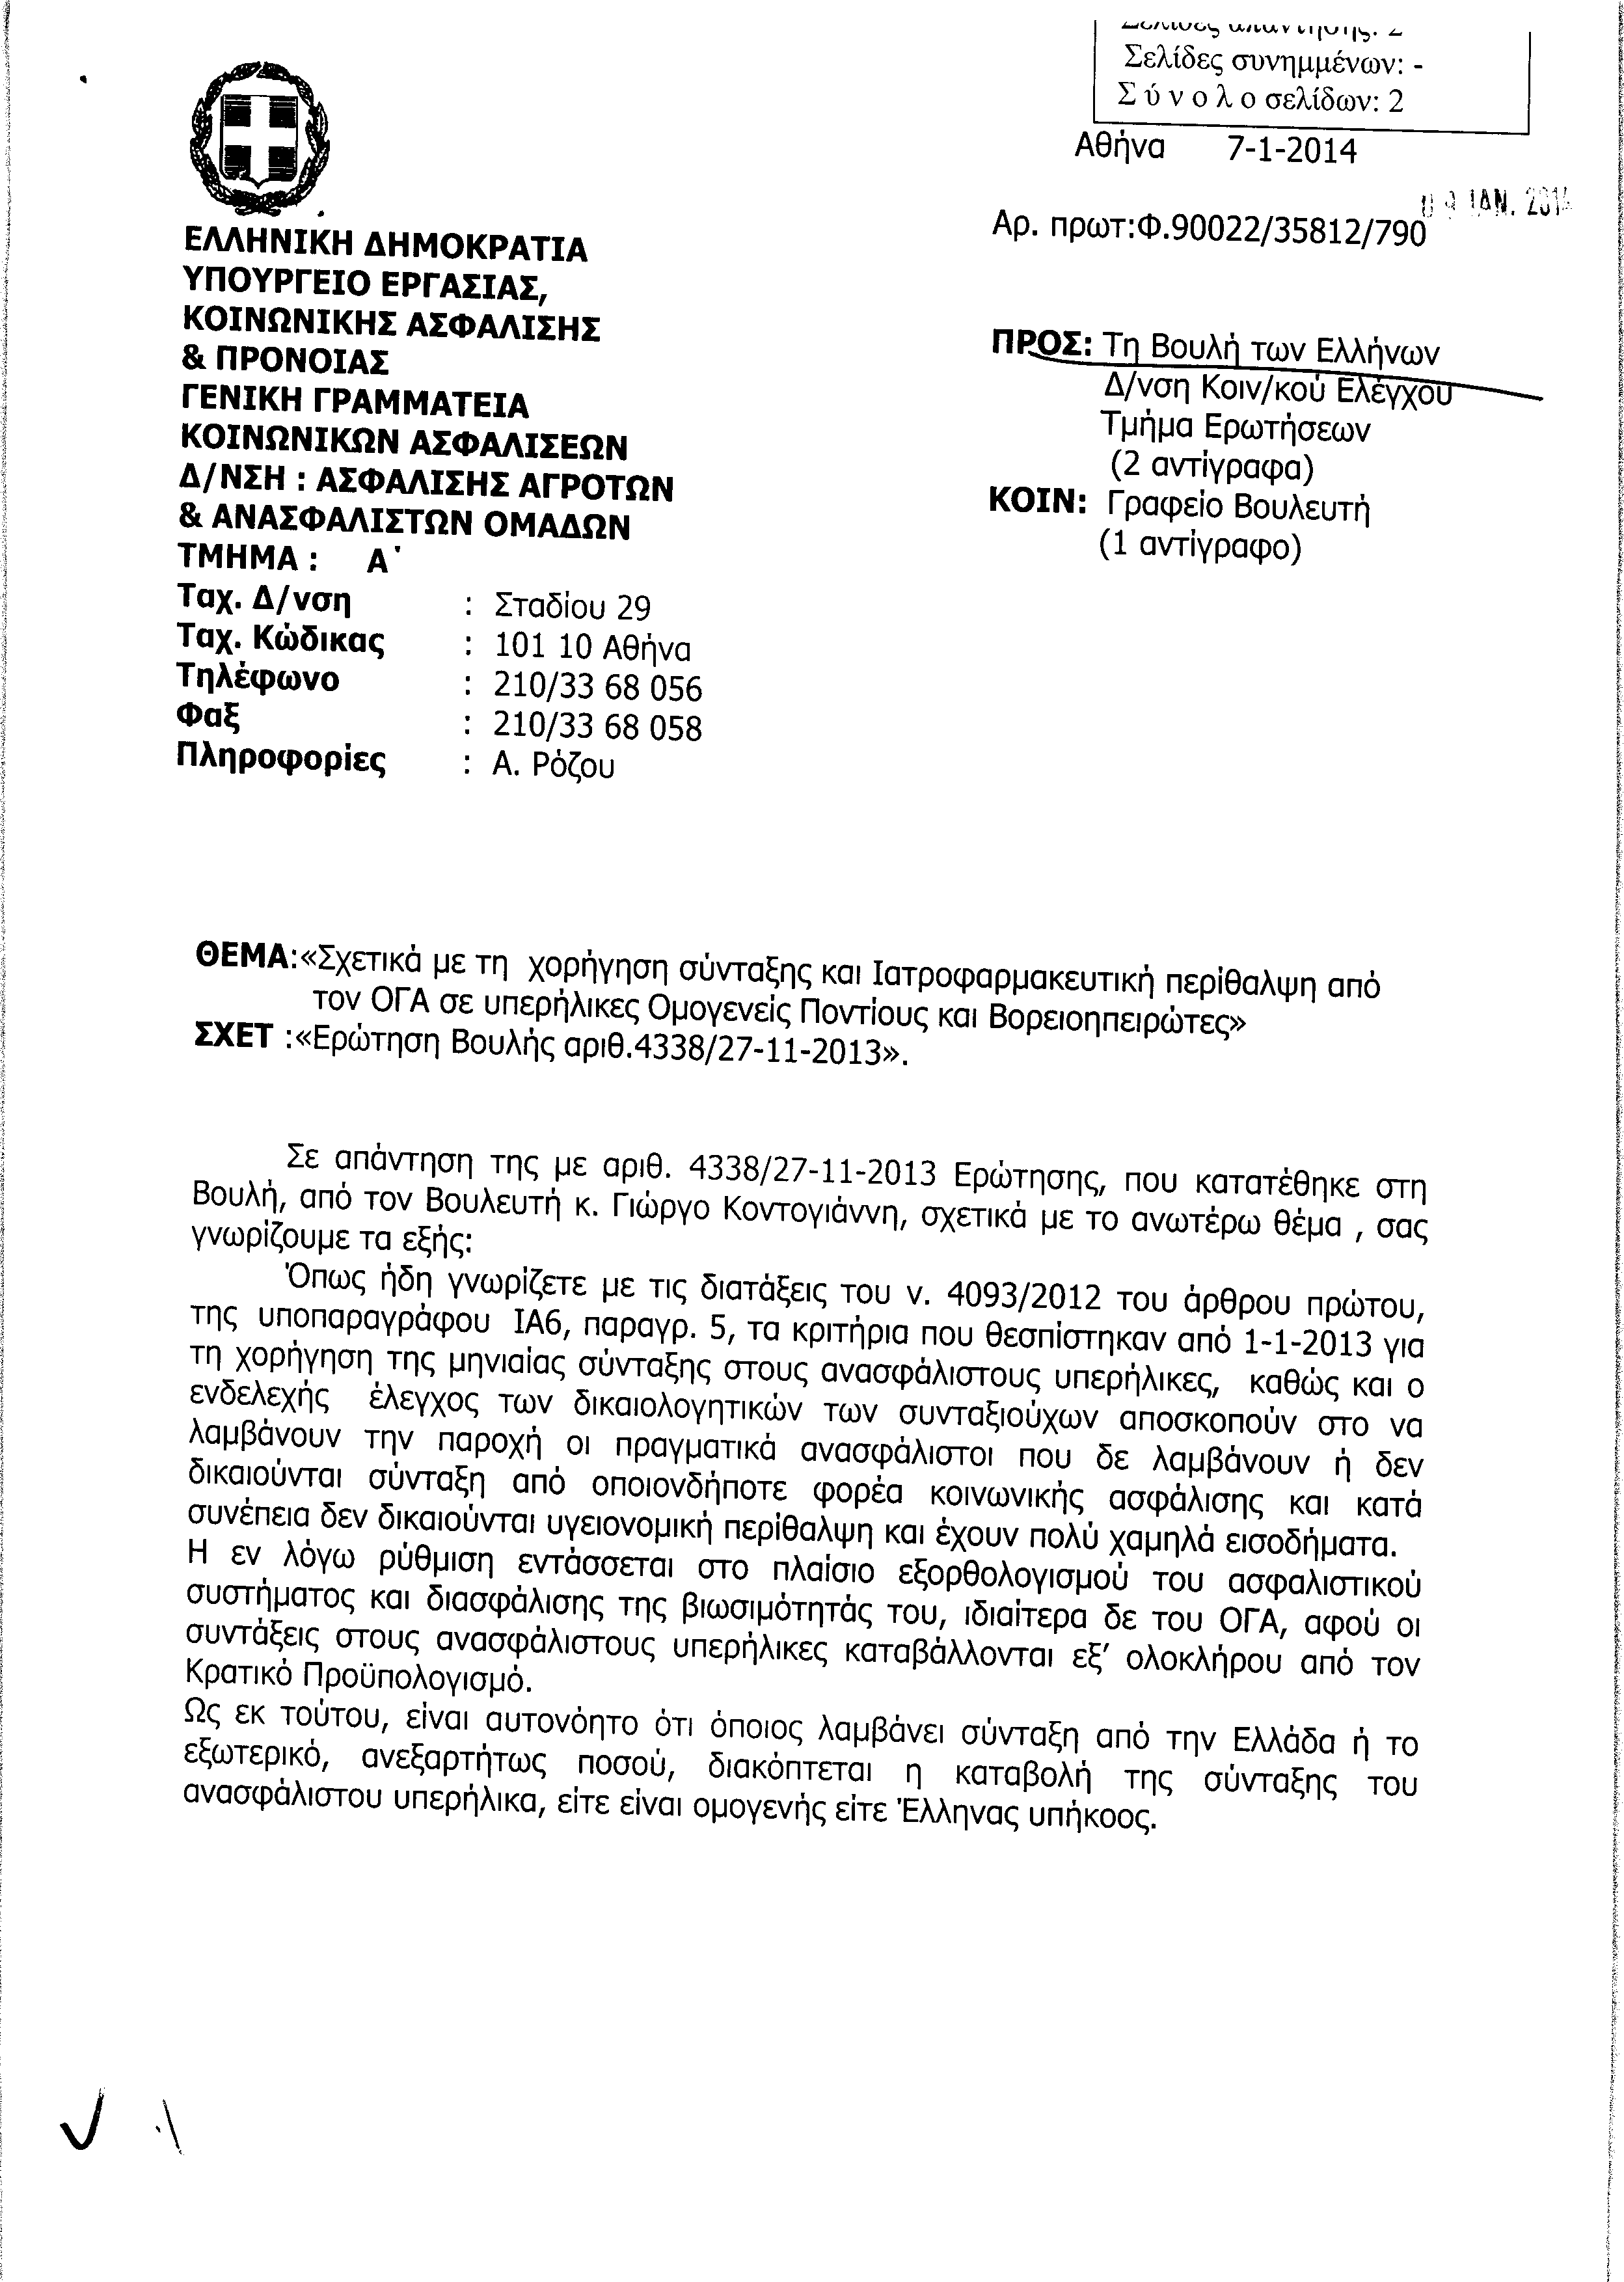 Σελίδες απάντησης: 2
Σελίδες συνημμένων: -
Σ ύ ν ο λ ο σελίδων: 2
Αθήνα 7-1-2014
09 ΙΑΝ. 2014
Αρ. πρωτ:Φ.90022/35812/790
ΕΛΛΗΝΙΚΗ ΔΗΜΟΚΡΑΤΙΑ
ΥΠΟΥΡΓΕΙΟ ΕΡΓΑΣΙΑΣ,
ΚΟΙΝΩΝΙΚΗΣ ΑΣΦΑΛΙΣΗΣ
& ΠΡΟΝΟΙΑΣ
ΓΕΝΙΚΗ ΓΡΑΜΜΑΤΕΙΑ
ΚΟΙΝΩΝΙΚΩΝ ΑΣΦΑΛΙΣΕΩΝ
Δ/ΝΣΗ : ΑΣΦΑΛΙΣΗΣ ΑΓΡΟΤΩΝ
& ΑΝΑΣΦΑΛΙΣΤΩΝ ΟΜΑΔΩΝ
ΤΜΗΜΑ : Α΄
Ταχ. Δ/νση : Σταδίου 29
Ταχ. Κώδικας : 101 10 Αθήνα
Τηλέφωνο : 210/33 68 056
Φαξ : 210/33 68 058
Πληροφορίες : Α. Ρόζου
ΠΡΟΣ: Τη Βουλή των Ελλήνων
Δ/νση Κοιν/κού Ελέγχου
Τμήμα Ερωτήσεων
(2 αντίγραφα)
ΚΟΙΝ: Γραφείο Βουλευτή
(1 αντίγραφο)
ΘΕΜΑ:«Σχετικά με τη χορήγηση σύνταξης και Ιατροφαρμακευτική περίθαλψη από
τον ΟΓΑ σε υπερήλικες Ομογενείς Ποντίους και Βορειοηπειρώτες»
ΣΧΕΤ :«Ερώτηση Βουλής αριθ.4338/27-11-2013».
Σε απάντηση της με αριθ. 4338/27-11-2013 Ερώτησης, που κατατέθηκε στη
Βουλή, από τον Βουλευτή κ. Γιώργο Κοντογιάννη, σχετικά με το ανωτέρω θέμα , σας
γνωρίζουμε τα εξής:
Όπως ήδη γνωρίζετε με τις διατάξεις του ν. 4093/2012 του άρθρου πρώτου,
της υποπαραγράφου ΙΑ6, παραγρ. 5, τα κριτήρια που θεσπίστηκαν από 1-1-2013 για
τη χορήγηση της μηνιαίας σύνταξης στους ανασφάλιστους υπερήλικες, καθώς και ο
ενδελεχής έλεγχος των δικαιολογητικών των συνταξιούχων αποσκοπούν στο να
λαμβάνουν την παροχή οι πραγματικά ανασφάλιστοι που δε λαμβάνουν ή δεν
δικαιούνται σύνταξη από οποιονδήποτε φορέα κοινωνικής ασφάλισης και κατά
συνέπεια δεν δικαιούνται υγειονομική περίθαλψη και έχουν πολύ χαμηλά εισοδήματα.
Η εν λόγω ρύθμιση εντάσσεται στο πλαίσιο εξορθολογισμού του ασφαλιστικού
συστήματος και διασφάλισης της βιωσιμότητάς του, ιδιαίτερα δε του ΟΓΑ, αφού οι
συντάξεις στους ανασφάλιστους υπερήλικες καταβάλλονται εξ’ ολοκλήρου από τον
Κρατικό Προϋπολογισμό.
Ως εκ τούτου, είναι αυτονόητο ότι όποιος λαμβάνει σύνταξη από την Ελλάδα ή το
εξωτερικό, ανεξαρτήτως ποσού, διακόπτεται η καταβολή της σύνταξης του
ανασφάλιστου υπερήλικα, είτε είναι ομογενής είτε Έλληνας υπήκοος.